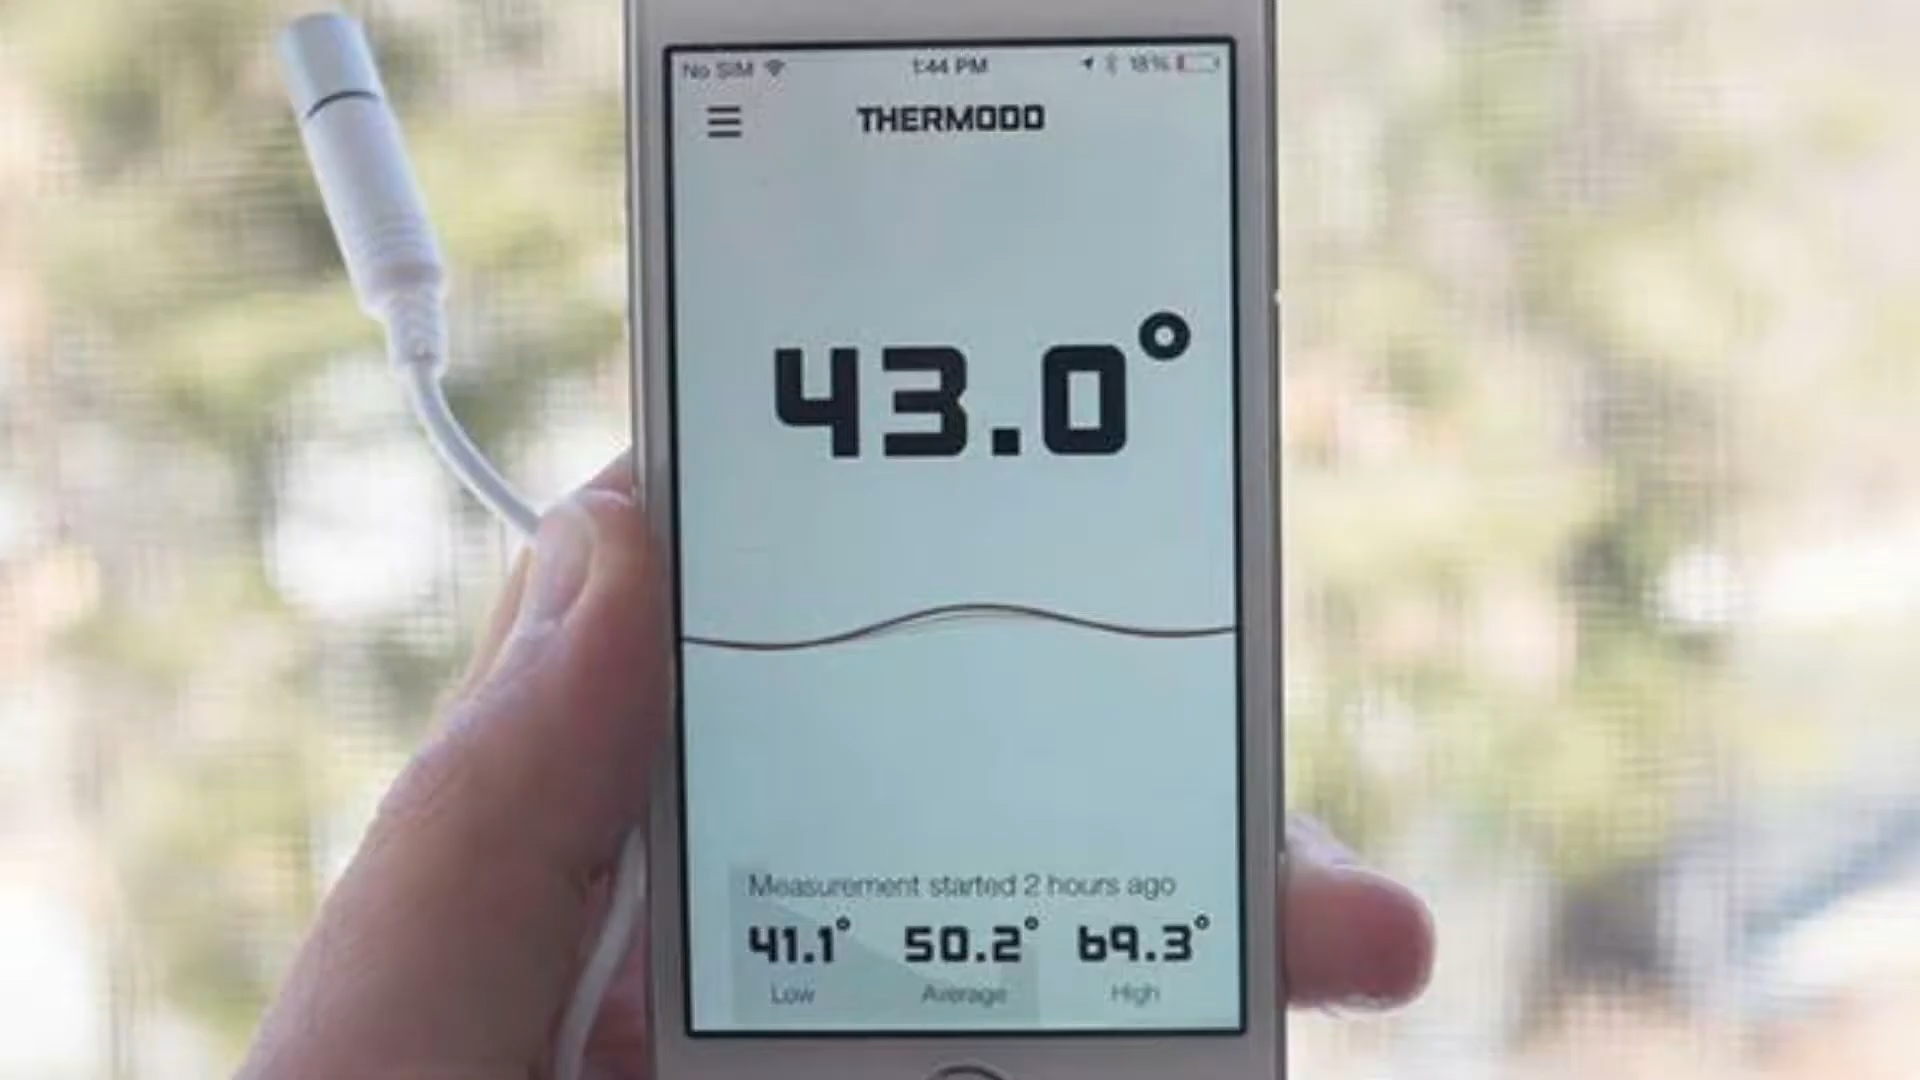 No SIM 1:44 PM 18%
THERMODO
43.0°
Measurement started 2 hours ago
41.1° 50.2° 69.3°
Low Average High